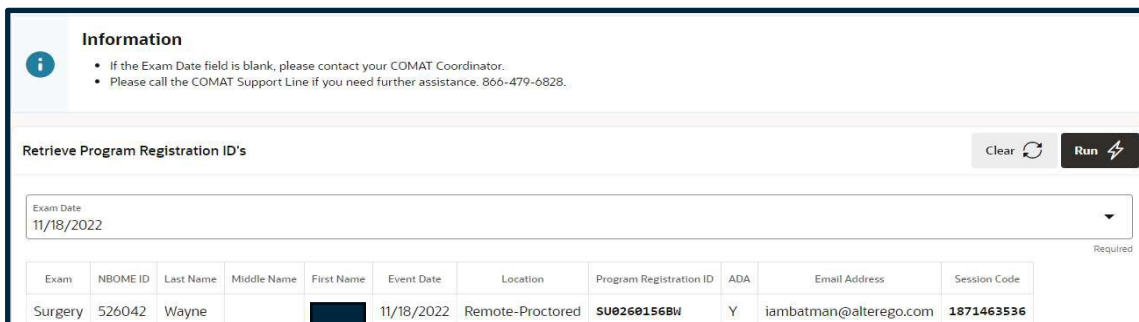 Information
• If the Exam Date field is blank, please contact your COMAT Coordinator.
• Please call the COMAT Support Line if you need further assistance. 866-479-6828.
Retrieve Program Registration ID's
Clear
Run
Exam Date
11/18/2022
Required
Exam NBOME ID Last Name Middle Name First Name Event Date Location Program Registration ID ADA Email Address Session Code
Surgery 526042 Wayne 11/18/2022 Remote-Proctored SU0260156BW Y iambatman@alterego.com 1871463536